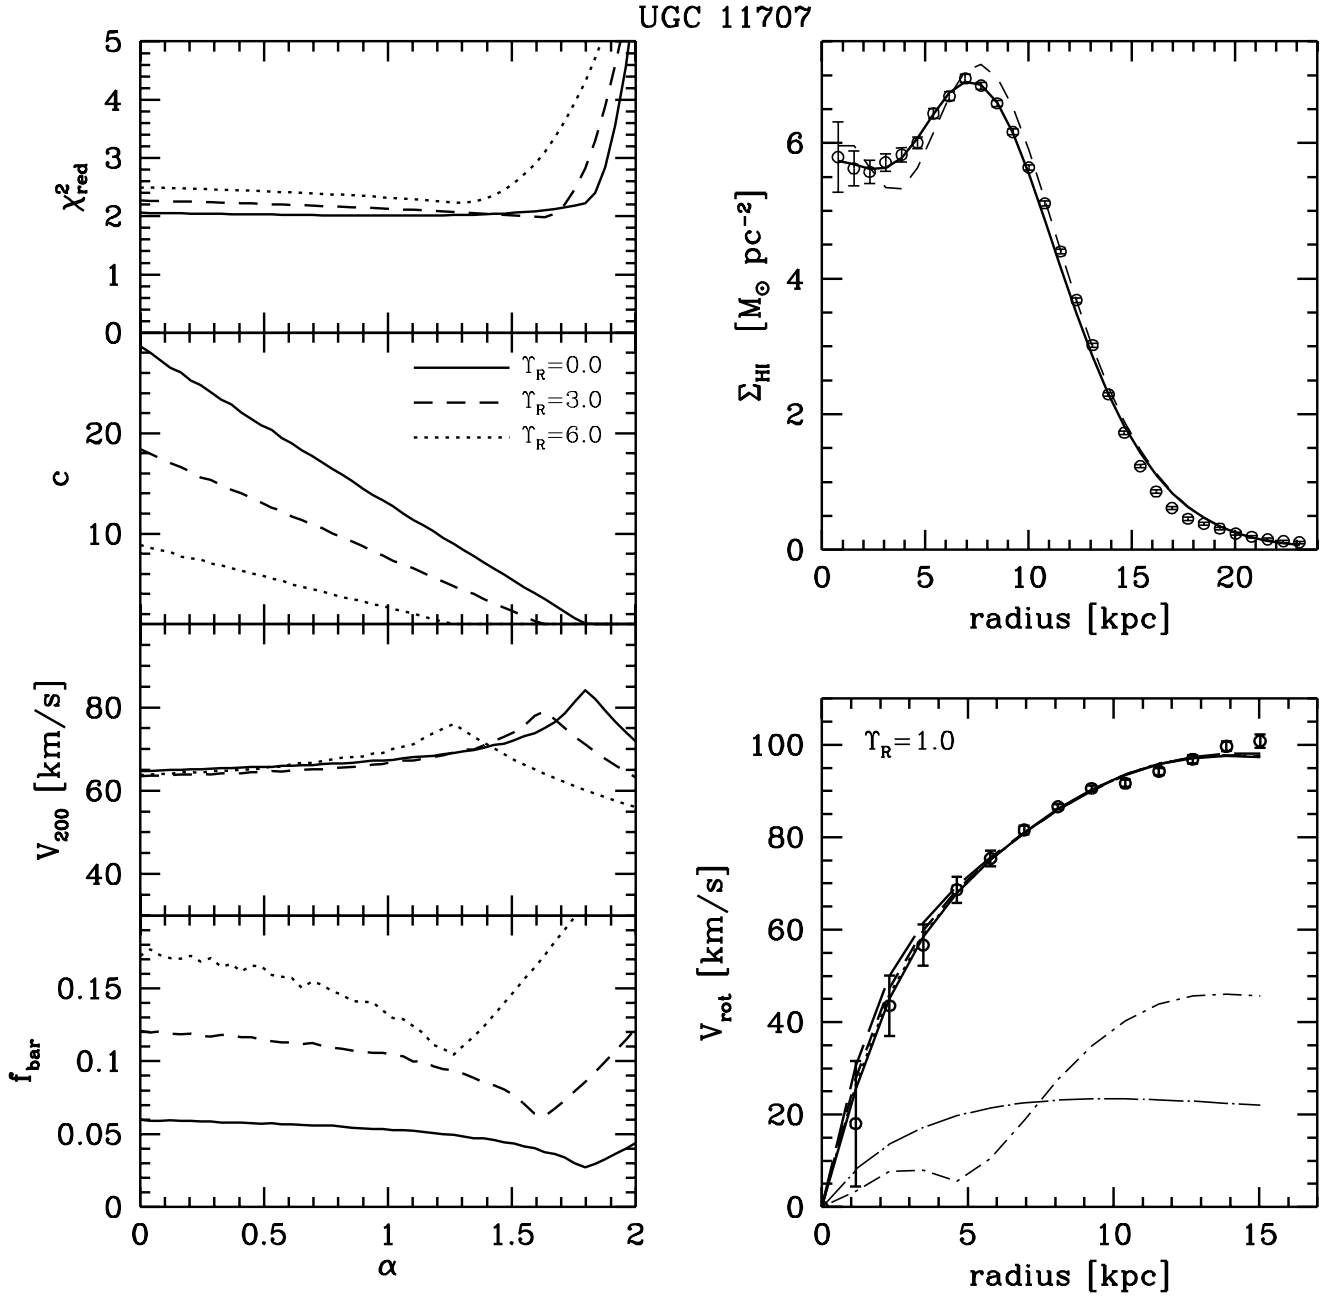 UGC 11707
5
4
3
2
1
0
χ²red
20
10
c
ϒR=0.0
ϒR=3.0
ϒR=6.0
80
60
40
V200 [km/s]
0.15
0.1
0.05
0
fbar
0 0.5 1 1.5 2
α
6
4
2
0
ΣHI [M⊙ pc−2]
0 5 10 15 20
radius [kpc]
ϒR=1.0
100
80
60
40
20
0
Vrot [km/s]
0 5 10 15
radius [kpc]